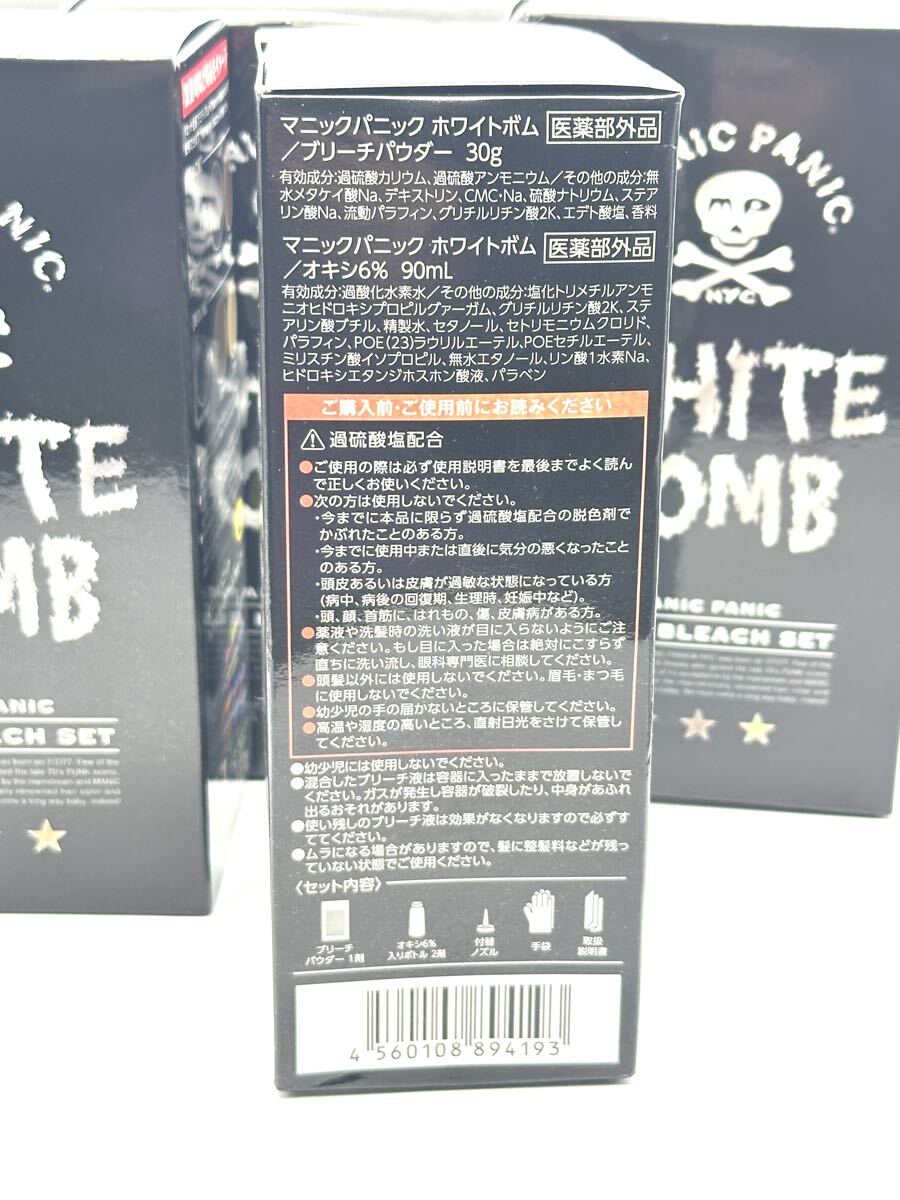 マニックパニック ホワイトボム 医薬部外品
/ブリーチパウダー 30g
有効成分:過硫酸カリウム、過硫酸アンモニウム/その他の成分:無
水メタケイ酸Na、デキストリン、CMC・Na、硫酸ナトリウム、ステア
リン酸Na、流動パラフィン、グリチルリチン酸2K、エデト酸塩、香料
マニックパニック ホワイトボム 医薬部外品
/オキシ6% 90mL
有効成分:過酸化水素水/その他の成分:塩化トリメチルアンモ
ニオヒドロキシプロピルグァーガム、グリチルリチン酸2K、ステ
アリン酸ブチル、精製水、セタノール、セトリモニウムクロリド、
パラフィン、POE(23)ラウリルエーテル、POEセチルエーテル、
ミリスチン酸イソプロピル、無水エタノール、リン酸1水素Na、
ヒドロキシエタンジホスホン酸液、パラベン
ご購入前・ご使用前にお読みください
⚠ 過硫酸塩配合
●ご使用の際は必ず使用説明書を最後までよく読ん
で正しくお使いください。
●次の方は使用しないでください。
・今までに本品に限らず過硫酸塩配合の脱色剤で
かぶれたことのある方。
・今までに使用中または直後に気分の悪くなったこと
のある方。
・頭皮あるいは皮膚が過敏な状態になっている方
(病中、病後の回復期、生理時、妊娠中など)。
・頭、顔、首筋に、はれもの、傷、皮膚病がある方。
●薬液や洗髪時の洗い液が目に入らないようにご注
意ください。もし目に入った場合は絶対にこすらず
直ちに洗い流し、眼科専門医に相談してください。
●頭髪以外には使用しないでください。眉毛・まつ毛
に使用しないでください。
●幼少児の手の届かないところに保管してください。
●高温や湿度の高いところ、直射日光をさけて保管し
てください。
●幼少児には使用しないでください。
●混合したブリーチ液は容器に入ったままで放置しないで
ください。ガスが発生し容器が破裂したり、中身があふれ
出るおそれがあります。
●使い残しのブリーチ液は効果がなくなりますので必ずす
ててください。
●ムラになる場合がありますので、髪に整髪料などが残っ
ていない状態でご使用ください。
〈セット内容〉
ブリーチ
パウダー 1剤
オキシ6%
入りボトル 2剤
付替
ノズル
手袋
取扱
説明書
4 560108 894193
NIC PANIC
NYC
HITE
OMB
ANIC PANIC
BLEACH SET
ANIC
ITE
MB
ANIC
EACH SET